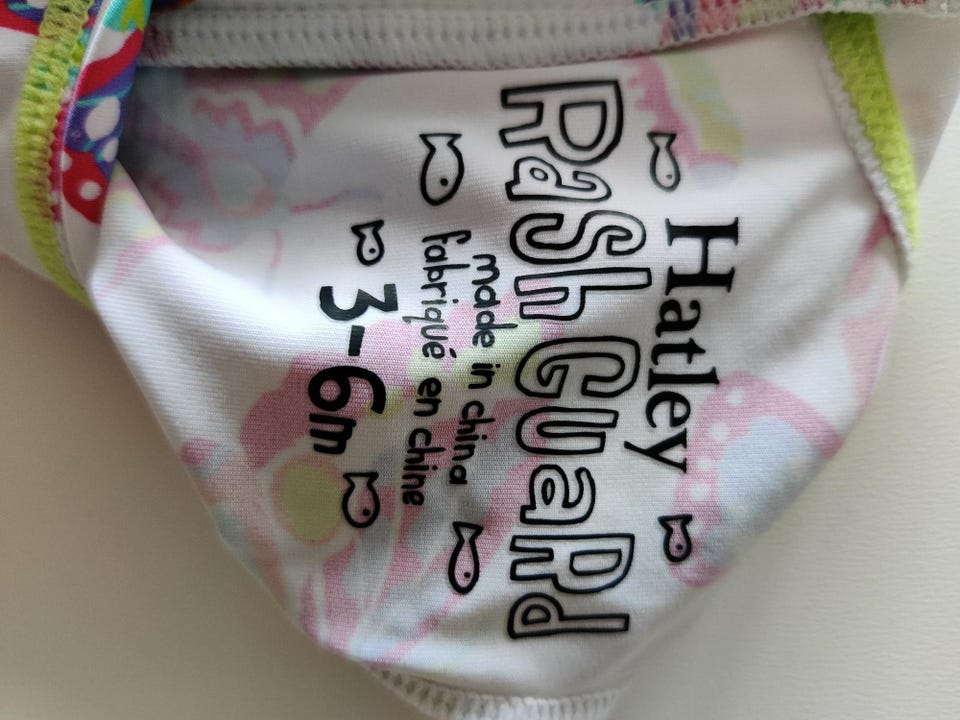 Hatley
RaSh GuaRd
made in china
fabriqué en chine
3-6m